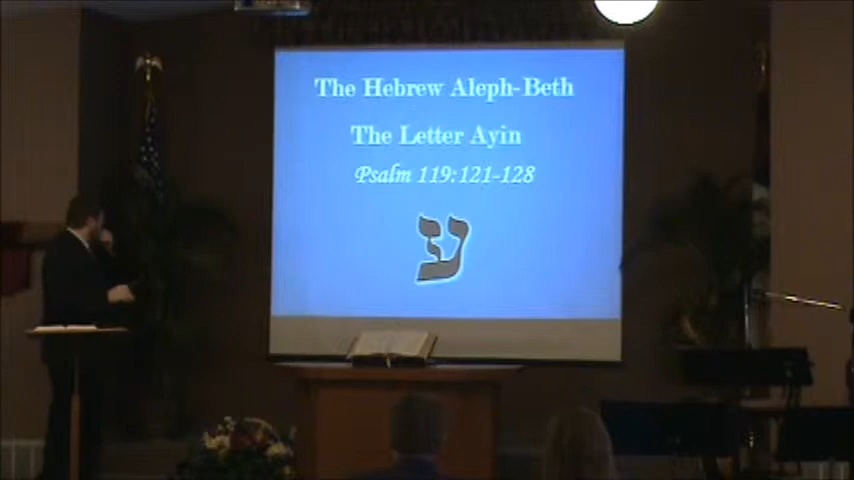 The Hebrew Aleph-Beth
The Letter Ayin
Psalm 119:121-128
ע